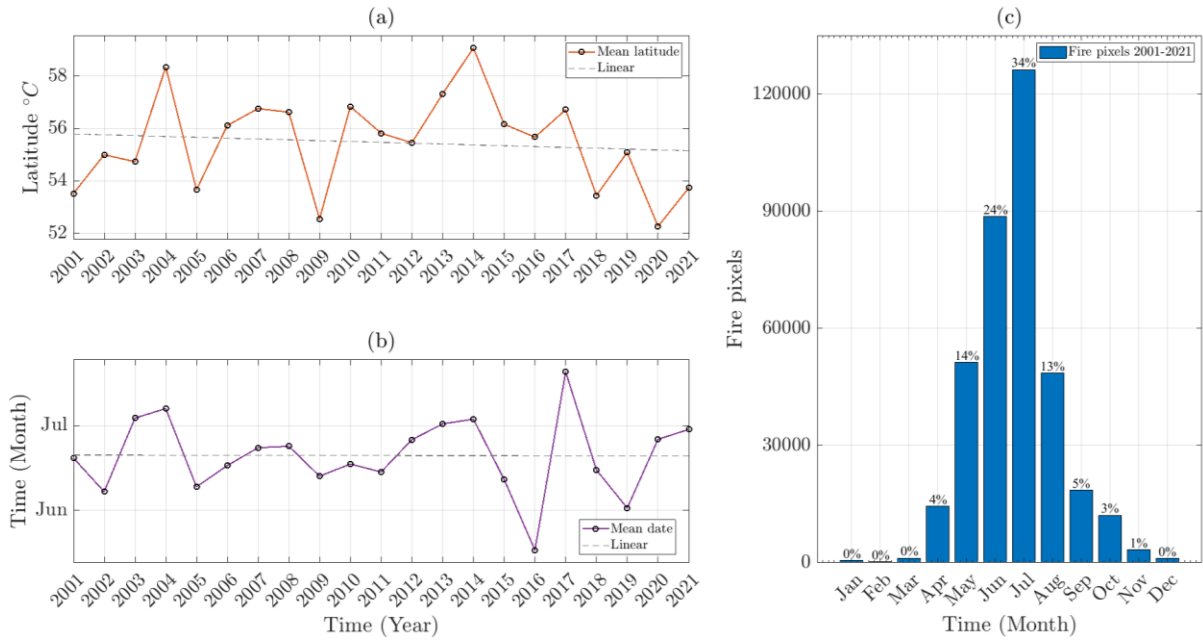 (a)
Latitude °C
58
56
54
52
Mean latitude
Linear
2001 2002 2003 2004 2005 2006 2007 2008 2009 2010 2011 2012 2013 2014 2015 2016 2017 2018 2019 2020 2021
(b)
Time (Month)
Jul
Jun
Mean date
Linear
2001 2002 2003 2004 2005 2006 2007 2008 2009 2010 2011 2012 2013 2014 2015 2016 2017 2018 2019 2020 2021
Time (Year)
(c)
Fire pixels
120000
90000
60000
30000
0
Fire pixels 2001-2021
0% 0% 0% 4% 14% 24% 34% 13% 5% 3% 1% 0%
Jan Feb Mar Apr May Jun Jul Aug Sep Oct Nov Dec
Time (Month)